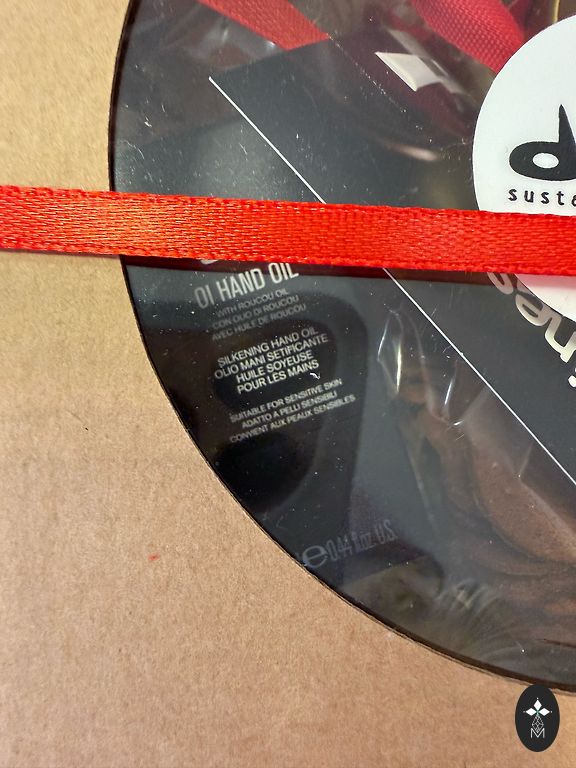 d
suste
nes
OI HAND OIL
WITH ROUCOU OIL
CON OLIO DI ROUCOU
AVEC HUILE DE ROUCOU
SILKENING HAND OIL
OLIO MANI SETIFICANTE
HUILE SOYEUSE
POUR LES MAINS
SUITABLE FOR SENSITIVE SKIN
ADATTO A PELLI SENSIBILI
CONVIENT AUX PEAUX SENSIBLES
e 0.44 fl.oz U.S.
M